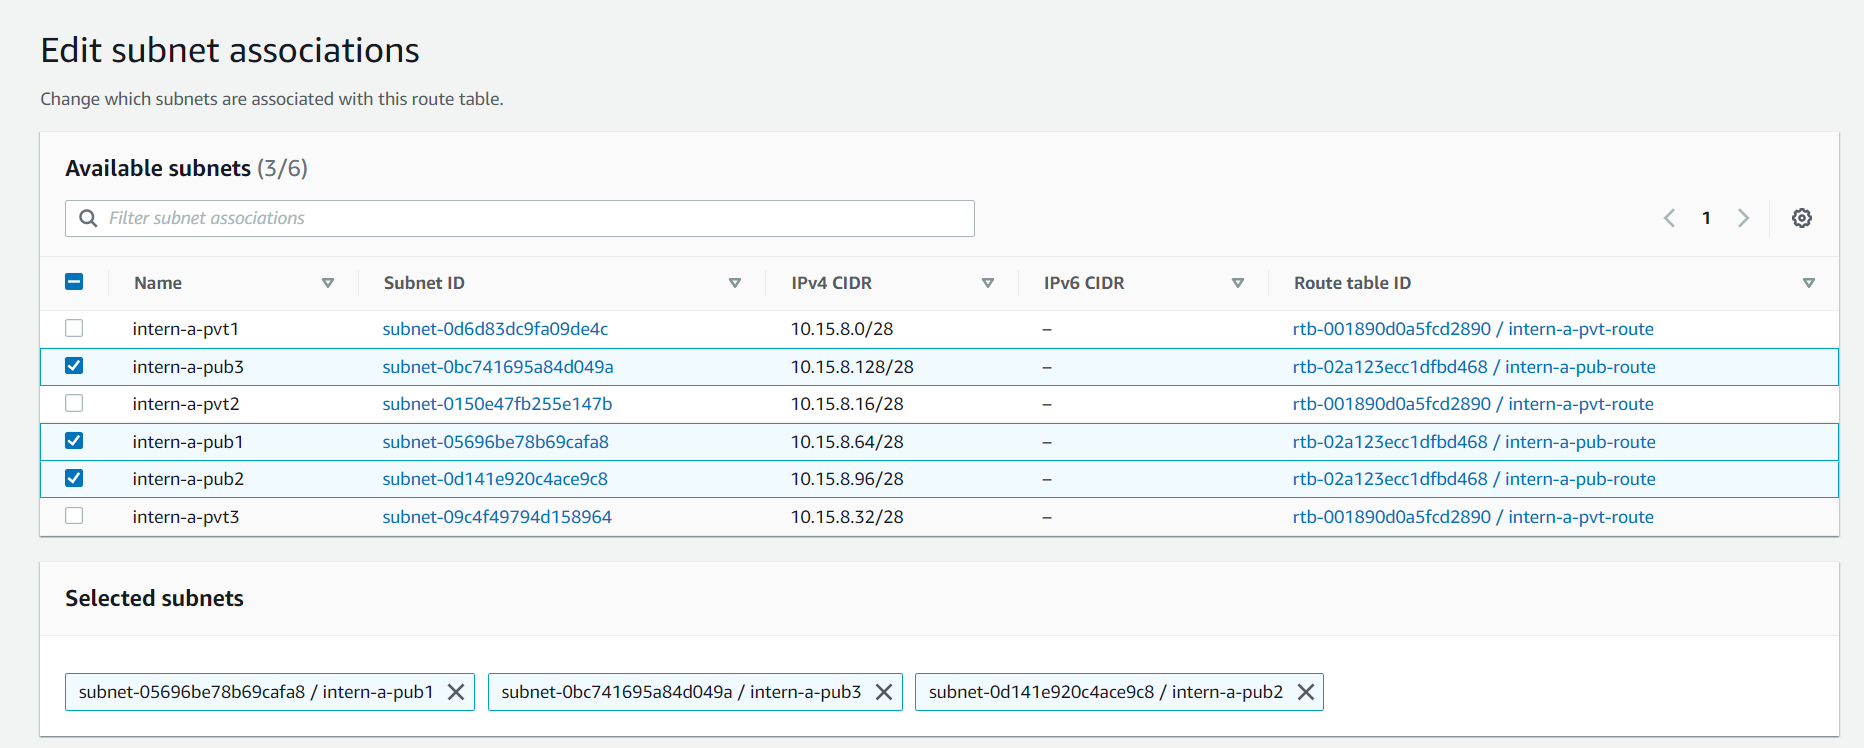 Edit subnet associations
Change which subnets are associated with this route table.
Available subnets (3/6)
Filter subnet associations
1
Name Subnet ID IPv4 CIDR IPv6 CIDR Route table ID
intern-a-pvt1 subnet-0d6d83dc9fa09de4c 10.15.8.0/28 – rtb-001890d0a5fcd2890 / intern-a-pvt-route
intern-a-pub3 subnet-0bc741695a84d049a 10.15.8.128/28 – rtb-02a123ecc1dfbd468 / intern-a-pub-route
intern-a-pvt2 subnet-0150e47fb255e147b 10.15.8.16/28 – rtb-001890d0a5fcd2890 / intern-a-pvt-route
intern-a-pub1 subnet-05696be78b69cafa8 10.15.8.64/28 – rtb-02a123ecc1dfbd468 / intern-a-pub-route
intern-a-pub2 subnet-0d141e920c4ace9c8 10.15.8.96/28 – rtb-02a123ecc1dfbd468 / intern-a-pub-route
intern-a-pvt3 subnet-09c4f49794d158964 10.15.8.32/28 – rtb-001890d0a5fcd2890 / intern-a-pvt-route
Selected subnets
subnet-05696be78b69cafa8 / intern-a-pub1 subnet-0bc741695a84d049a / intern-a-pub3 subnet-0d141e920c4ace9c8 / intern-a-pub2